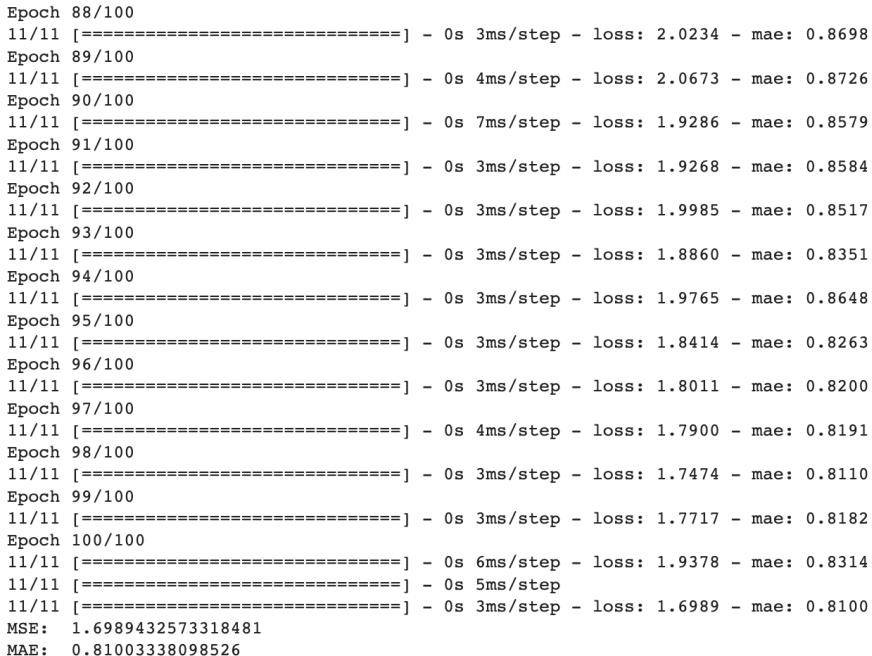 Epoch 88/100
11/11 [==============================] - 0s 3ms/step - loss: 2.0234 - mae: 0.8698
Epoch 89/100
11/11 [==============================] - 0s 4ms/step - loss: 2.0673 - mae: 0.8726
Epoch 90/100
11/11 [==============================] - 0s 7ms/step - loss: 1.9286 - mae: 0.8579
Epoch 91/100
11/11 [==============================] - 0s 3ms/step - loss: 1.9268 - mae: 0.8584
Epoch 92/100
11/11 [==============================] - 0s 3ms/step - loss: 1.9985 - mae: 0.8517
Epoch 93/100
11/11 [==============================] - 0s 3ms/step - loss: 1.8860 - mae: 0.8351
Epoch 94/100
11/11 [==============================] - 0s 3ms/step - loss: 1.9765 - mae: 0.8648
Epoch 95/100
11/11 [==============================] - 0s 3ms/step - loss: 1.8414 - mae: 0.8263
Epoch 96/100
11/11 [==============================] - 0s 3ms/step - loss: 1.8011 - mae: 0.8200
Epoch 97/100
11/11 [==============================] - 0s 4ms/step - loss: 1.7900 - mae: 0.8191
Epoch 98/100
11/11 [==============================] - 0s 3ms/step - loss: 1.7474 - mae: 0.8110
Epoch 99/100
11/11 [==============================] - 0s 3ms/step - loss: 1.7717 - mae: 0.8182
Epoch 100/100
11/11 [==============================] - 0s 6ms/step - loss: 1.9378 - mae: 0.8314
11/11 [==============================] - 0s 5ms/step
11/11 [==============================] - 0s 3ms/step - loss: 1.6989 - mae: 0.8100
MSE:  1.6989432573318481
MAE:  0.81003338098526